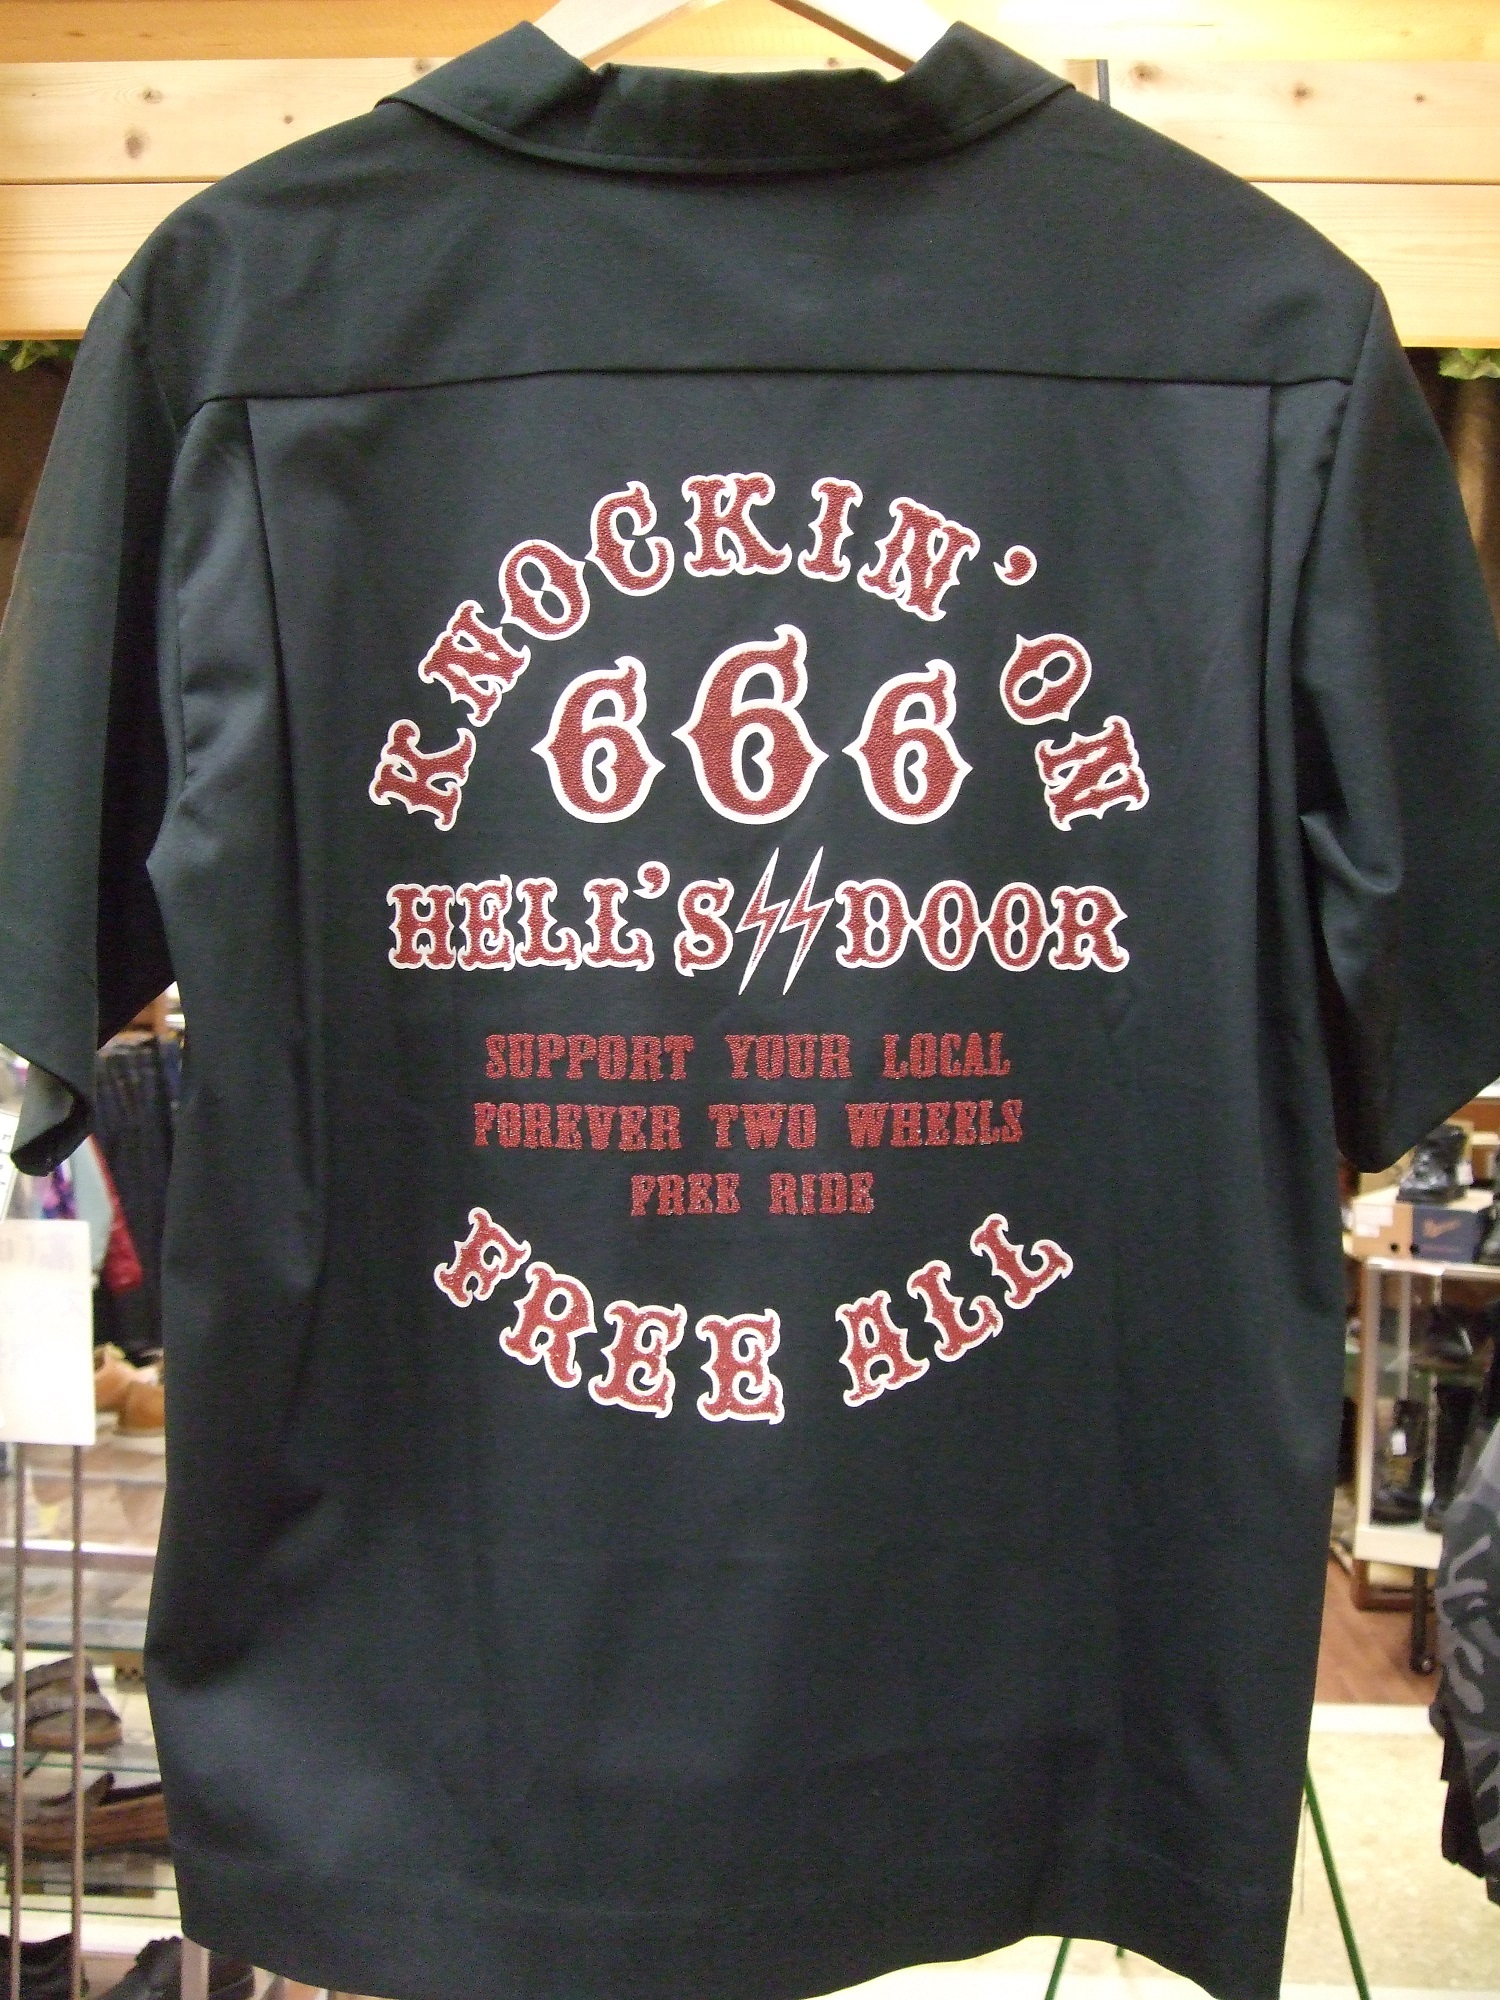 KNOCKIN' ON
666
HELL'S⚡⚡DOOR
SUPPORT YOUR LOCAL
FOREVER TWO WHEELS
FREE RIDE
FREE ALL